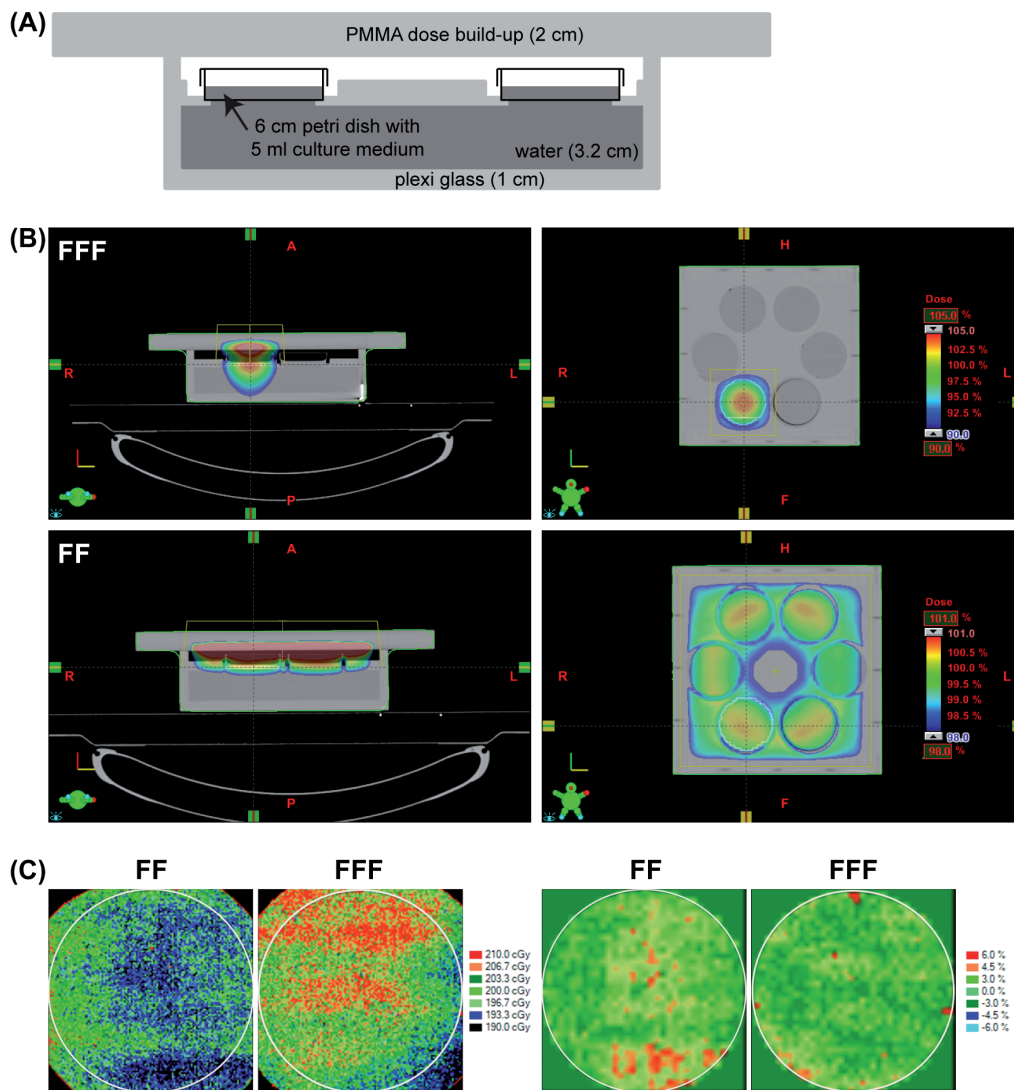 (A)
PMMA dose build-up (2 cm)
6 cm petri dish with
5 ml culture medium
water (3.2 cm)
plexi glass (1 cm)
(B)
FFF
A
R
L
P
H
R
L
F
Dose
105.0 %
105.0
102.5 %
100.0 %
97.5 %
95.0 %
92.5 %
90.0
90.0 %
FF
A
R
L
P
H
R
L
F
Dose
101.0 %
101.0
100.5 %
100.0 %
99.5 %
99.0 %
98.5 %
98.0
98.0 %
(C)
FF
FFF
210.0 cGy
206.7 cGy
203.3 cGy
200.0 cGy
196.7 cGy
193.3 cGy
190.0 cGy
FF
FFF
6.0 %
4.5 %
3.0 %
0.0 %
-3.0 %
-4.5 %
-6.0 %